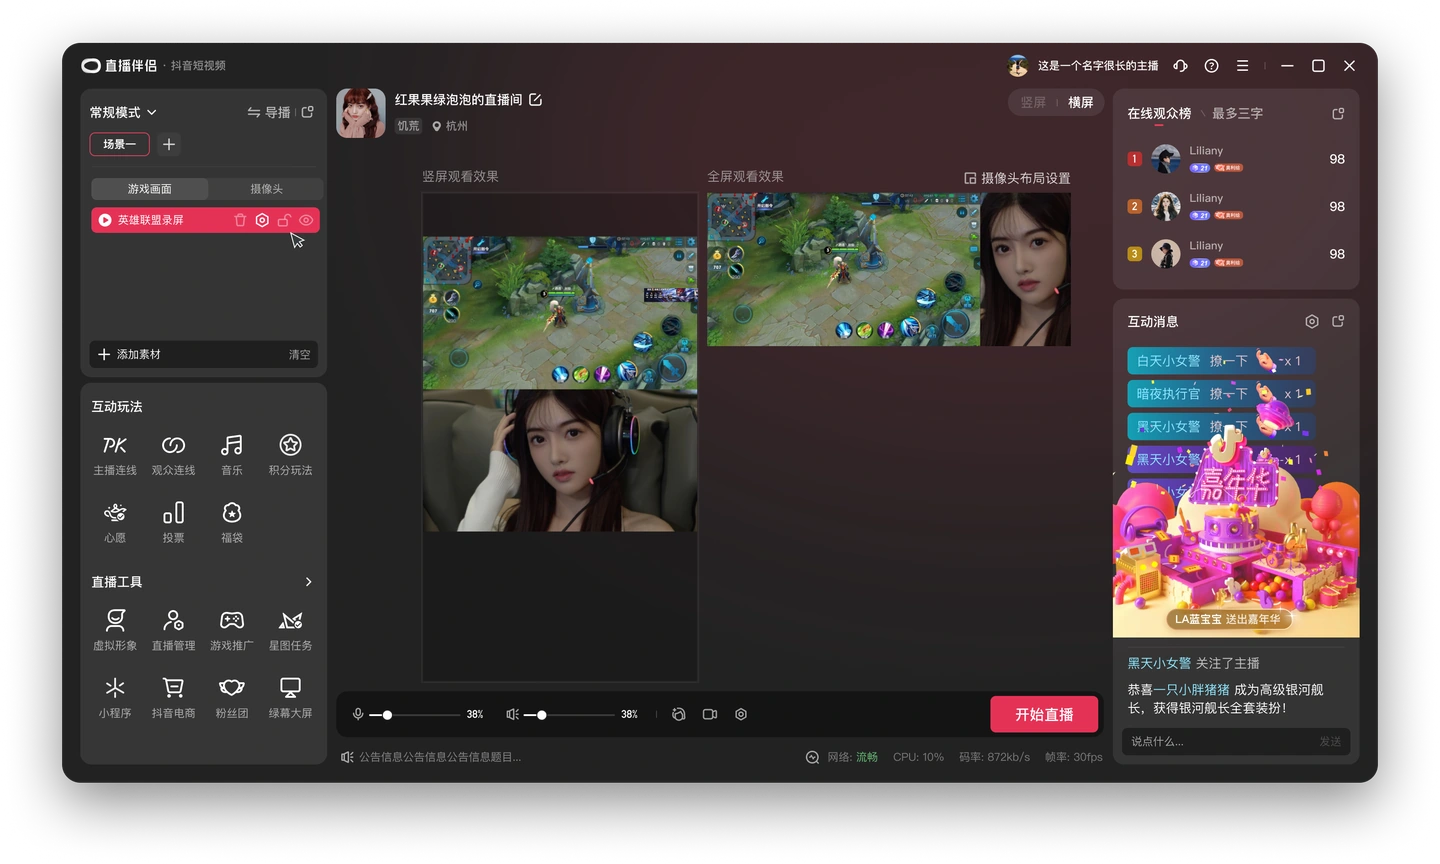 直播伴侣 · 抖音短视频
这是一个名字很长的主播
常规模式
导播
场景一
游戏画面
摄像头
英雄联盟录屏
添加素材
清空
互动玩法
PK
主播连线
观众连线
音乐
积分玩法
心愿
投票
福袋
直播工具
虚拟形象
直播管理
游戏推广
星图任务
小程序
抖音电商
粉丝团
绿幕大屏
红果果绿泡泡的直播间
饥荒
杭州
竖屏
横屏
竖屏观看效果
全屏观看效果
摄像头布局设置
38%
38%
开始直播
公告信息公告信息公告信息题目...
网络: 流畅
CPU: 10%
码率: 872kb/s
帧率: 30fps
在线观众榜
最多三字
1
Liliany
21
98
2
Liliany
21
98
3
Liliany
21
98
互动消息
白天小女警 撩一下 x 1
暗夜执行官 撩一下 x 1
黑天小女警 撩一下 x 1
黑天小女警 x 1
嘉年华
LA蓝宝宝 送出嘉年华
黑天小女警 关注了主播
恭喜一只小胖猪猪 成为高级银河舰
长，获得银河舰长全套装扮！
说点什么...
发送